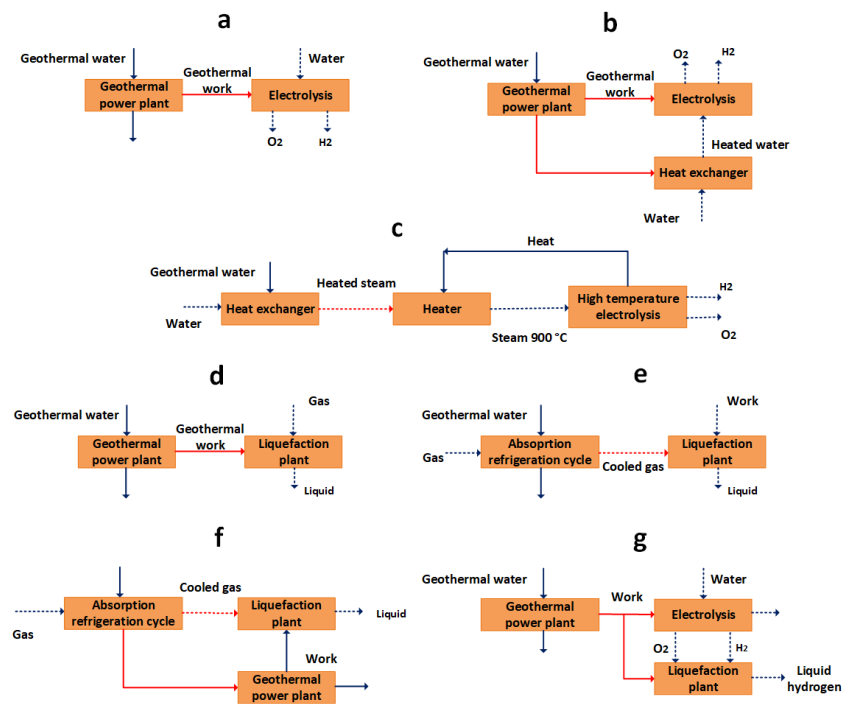 a
Geothermal water
Water
Geothermal
work
Geothermal
power plant
Electrolysis
O2
H2
b
Geothermal water
O2
H2
Geothermal
work
Geothermal
power plant
Electrolysis
Heated water
Heat exchanger
Water
c
Geothermal water
Heat
Heated steam
Water
Heat exchanger
Heater
High temperature
electrolysis
H2
O2
Steam 900 °C
d
Geothermal water
Gas
Geothermal
work
Geothermal
power plant
Liquefaction
plant
Liquid
e
Geothermal water
Work
Gas
Absoprtion
refrigeration cycle
Cooled gas
Liquefaction
plant
Liquid
f
Cooled gas
Gas
Absorption
refrigeration cycle
Liquefaction
plant
Liquid
Work
Geothermal
power plant
g
Geothermal water
Water
Work
Geothermal
power plant
Electrolysis
O2
H2
Liquefaction
plant
Liquid
hydrogen